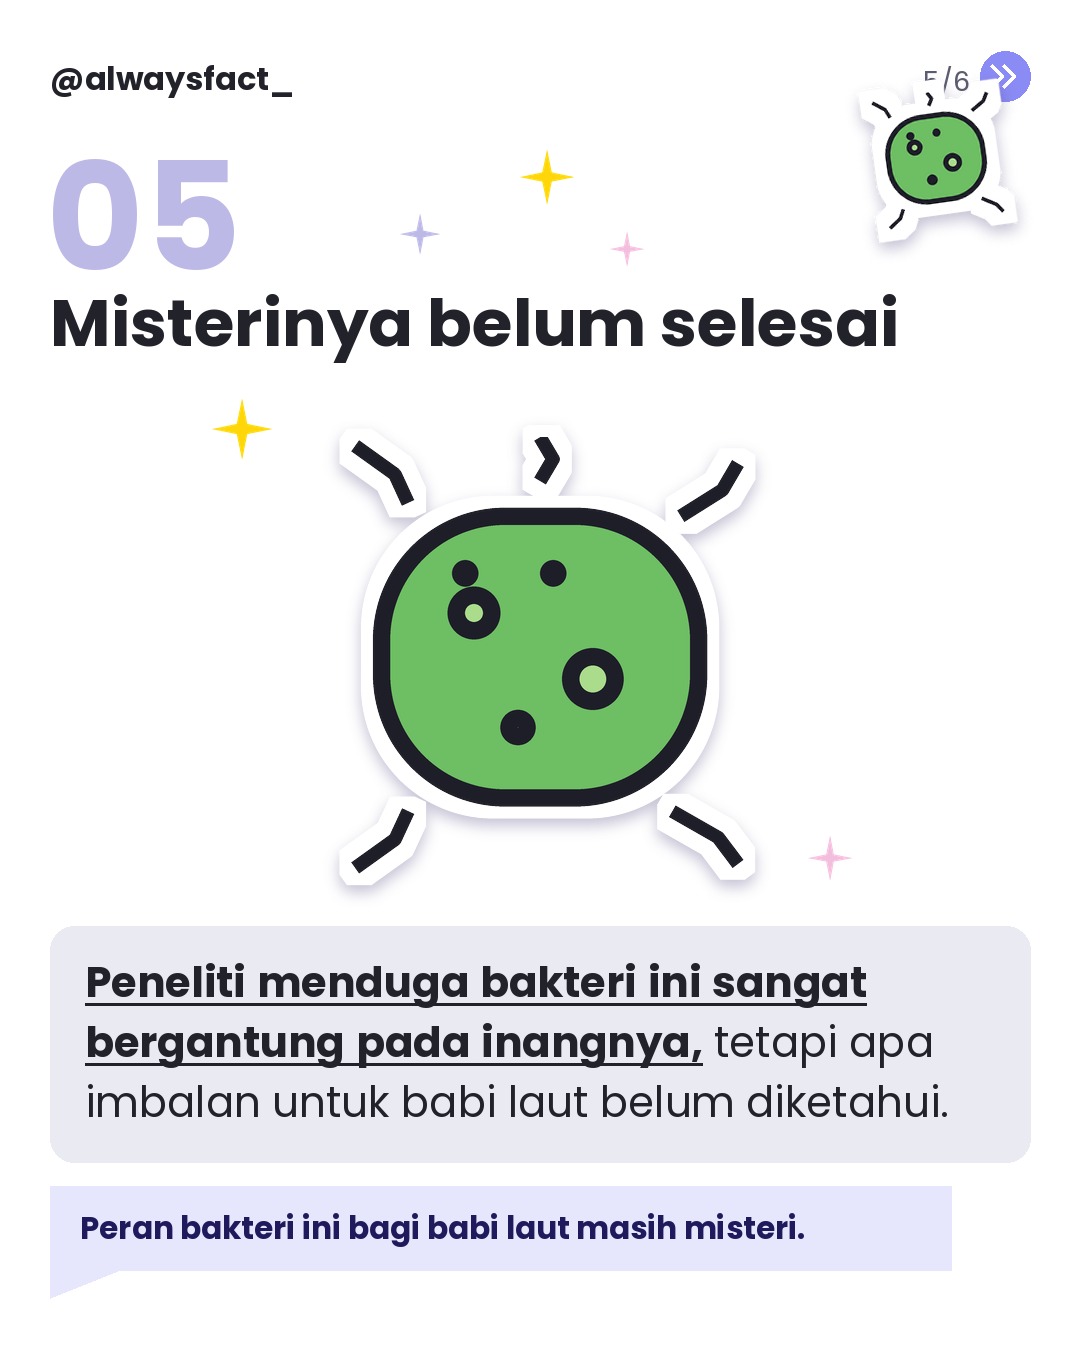 @alwaysfact_
5/6
05
Misterinya belum selesai
Peneliti menduga bakteri ini sangat
bergantung pada inangnya, tetapi apa
imbalan untuk babi laut belum diketahui.
Peran bakteri ini bagi babi laut masih misteri.